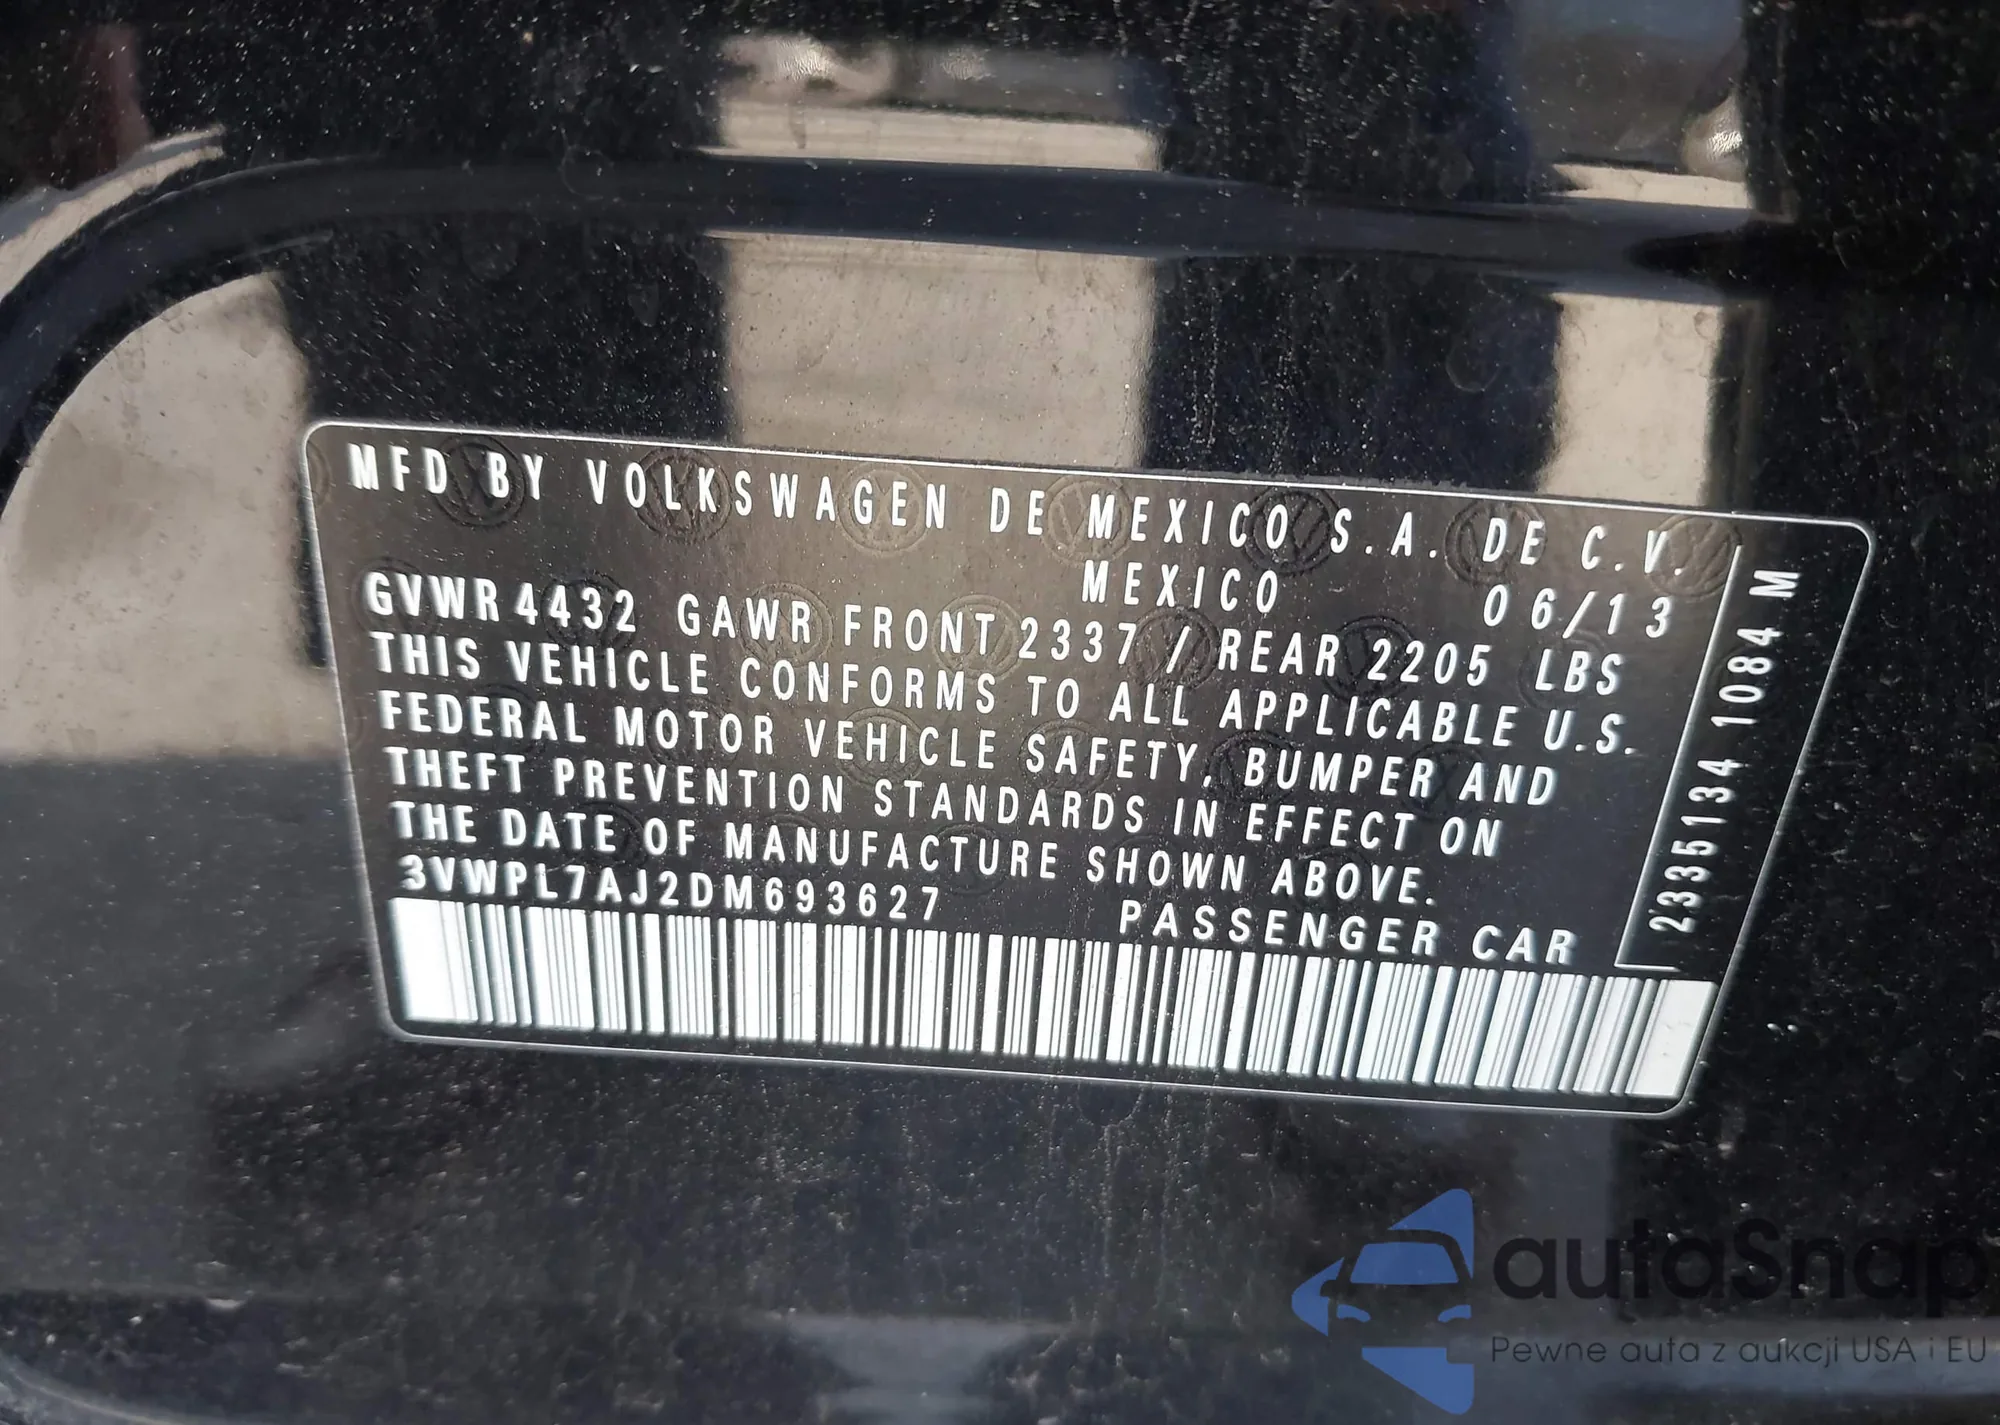 MFD BY VOLKSWAGEN DE MEXICO S.A. DE C.V.
MEXICO 06/13
GVWR 4432 GAWR FRONT 2337 / REAR 2205 LBS
THIS VEHICLE CONFORMS TO ALL APPLICABLE U.S.
FEDERAL MOTOR VEHICLE SAFETY, BUMPER AND
THEFT PREVENTION STANDARDS IN EFFECT ON
THE DATE OF MANUFACTURE SHOWN ABOVE.
3VWPL7AJ2DM693627 PASSENGER CAR
2335134 1084 M
autaSnap
Pewne auta z aukcji USA i EU